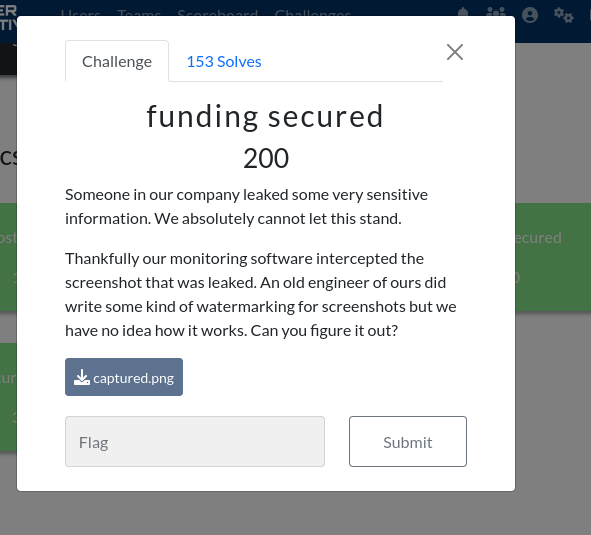 Users Teams Scoreboard Challenges
Challenge
153 Solves
funding secured
200
Someone in our company leaked some very sensitive
information. We absolutely cannot let this stand.
Thankfully our monitoring software intercepted the
screenshot that was leaked. An old engineer of ours did
write some kind of watermarking for screenshots but we
have no idea how it works. Can you figure it out?
captured.png
Flag
Submit